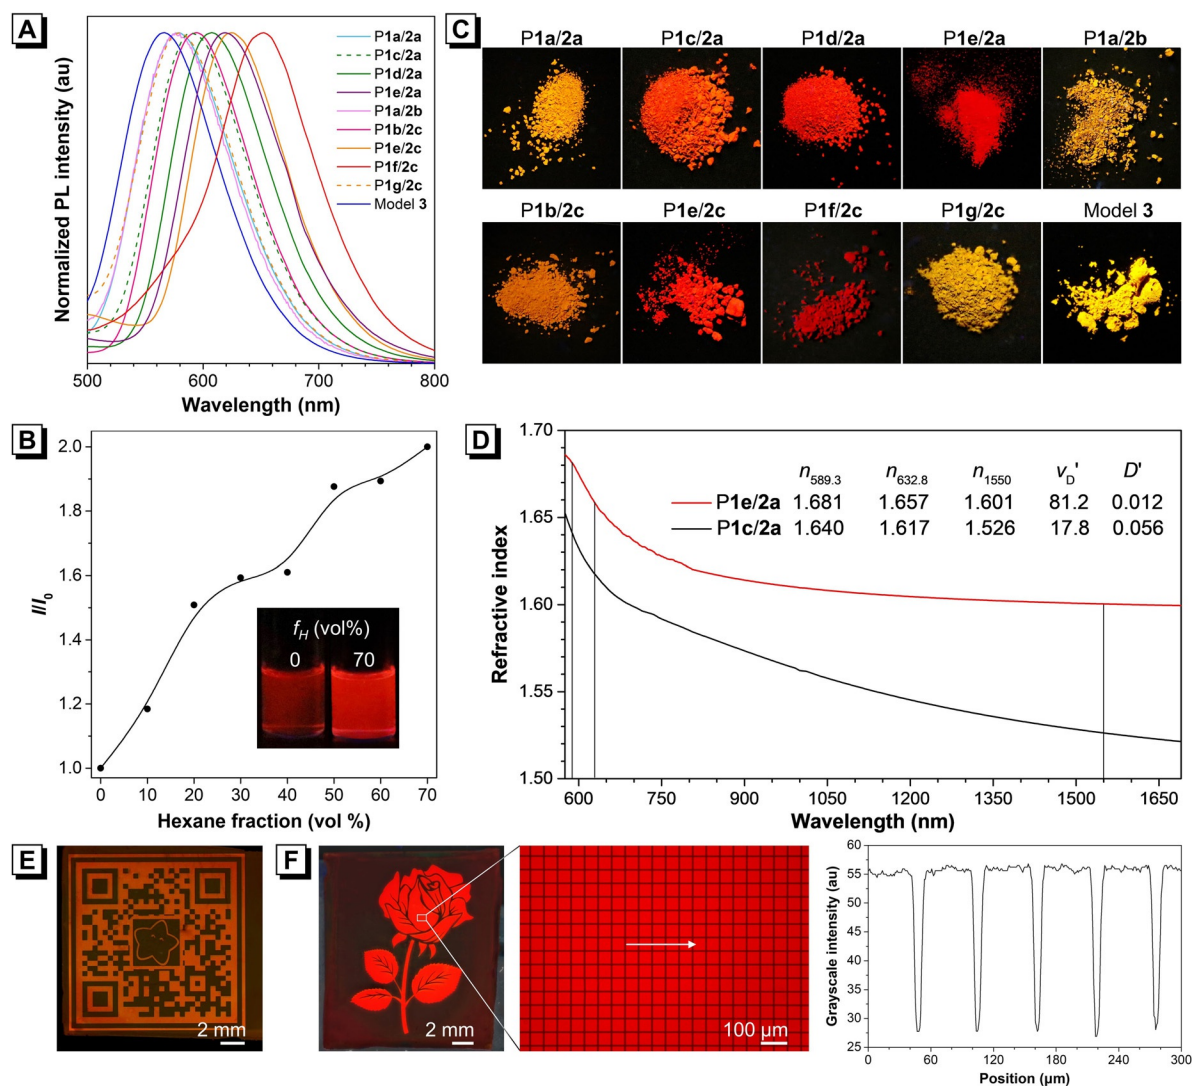 A
Normalized PL intensity (au)
P1a/2a
P1c/2a
P1d/2a
P1e/2a
P1a/2b
P1b/2c
P1e/2c
P1f/2c
P1g/2c
Model 3
500 600 700 800
Wavelength (nm)
C
P1a/2a P1c/2a P1d/2a P1e/2a P1a/2b
P1b/2c P1e/2c P1f/2c P1g/2c Model 3
B
I/I0
2.0
1.8
1.6
1.4
1.2
1.0
fH (vol%)
0 70
0 10 20 30 40 50 60 70
Hexane fraction (vol %)
D
Refractive index
1.70
1.65
1.60
1.55
1.50
n589.3 n632.8 n1550 vD' D'
P1e/2a 1.681 1.657 1.601 81.2 0.012
P1c/2a 1.640 1.617 1.526 17.8 0.056
600 750 900 1050 1200 1350 1500 1650
Wavelength (nm)
E
2 mm
F
2 mm
100 µm
Grayscale intensity (au)
60
55
50
45
40
35
30
25
0 60 120 180 240 300
Position (µm)